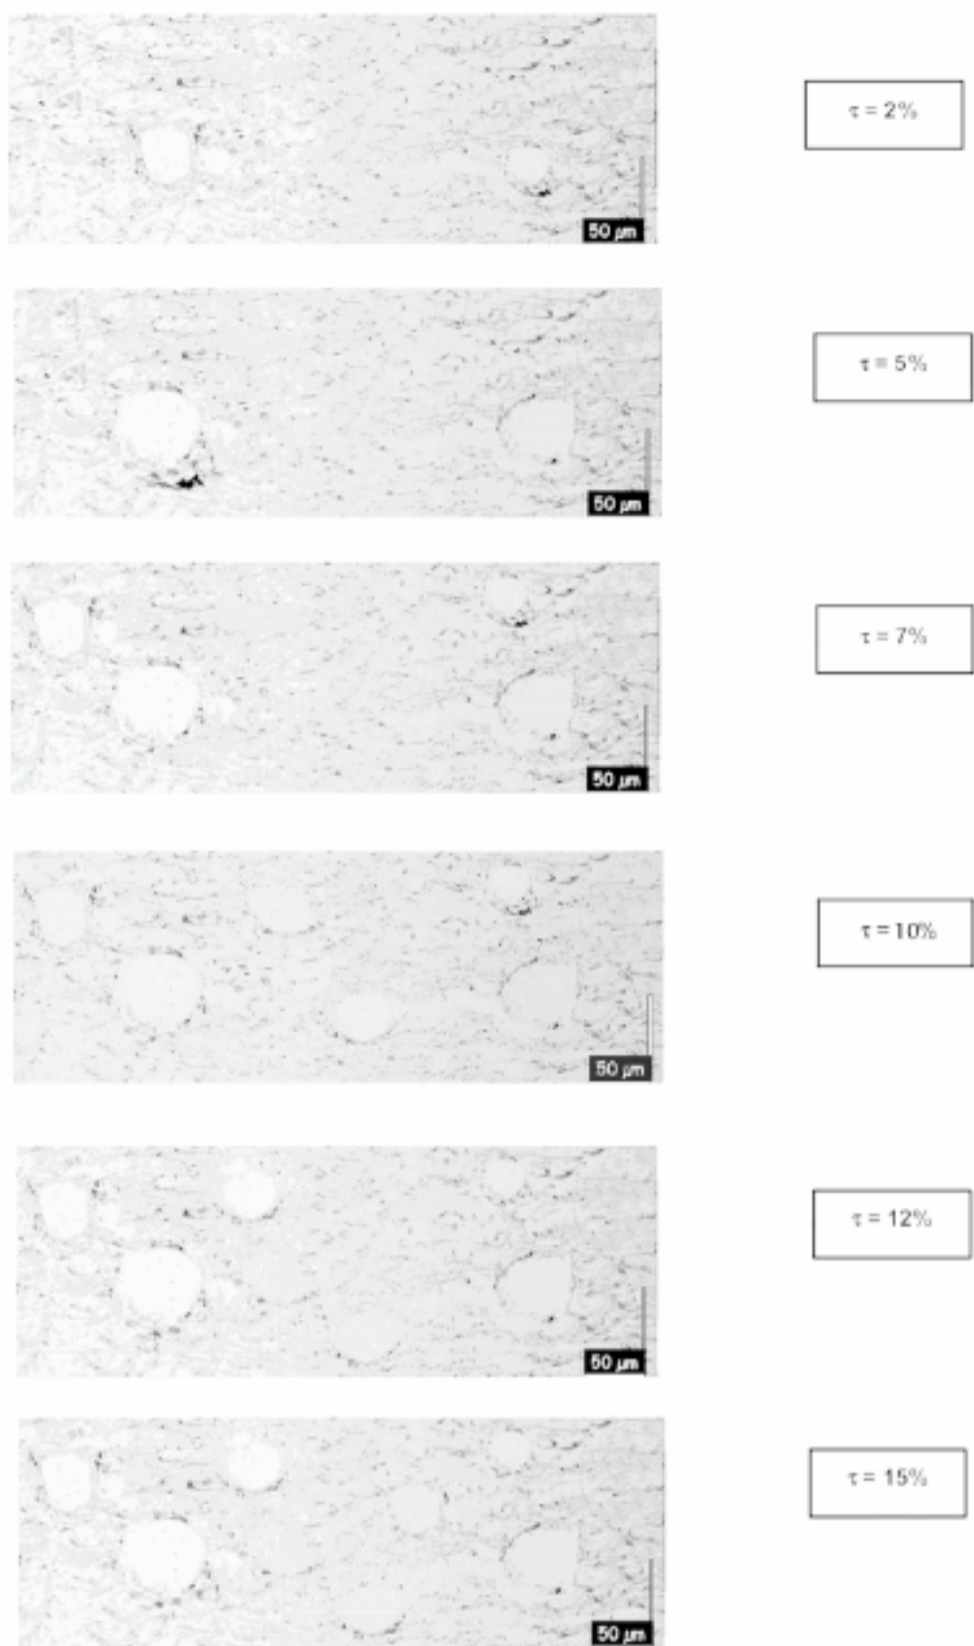 τ = 2%
50 µm
τ = 5%
50 µm
τ = 7%
50 µm
τ = 10%
50 µm
τ = 12%
50 µm
τ = 15%
50 µm